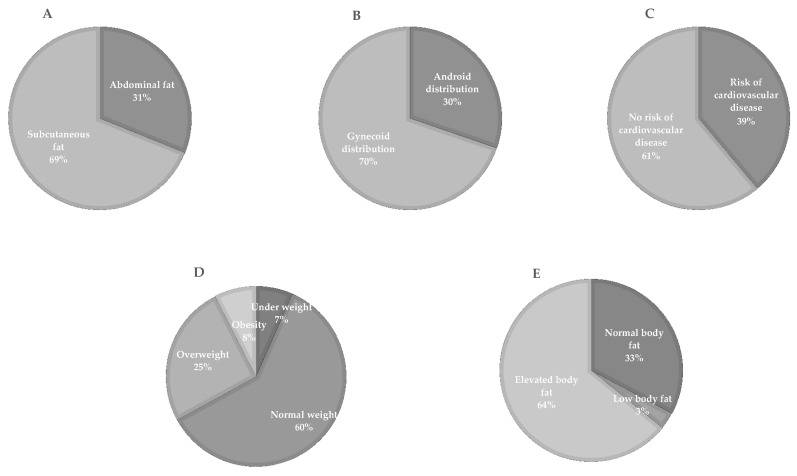 A
Abdominal fat
31%
Subcutaneous
fat
69%
B
Android
distribution
30%
Gynecoid
distribution
70%
C
Risk of
cardiovascular
disease
39%
No risk of
cardiovascular
disease
61%
D
Under weight
7%
Obesity
8%
Overweight
25%
Normal weight
60%
E
Normal body
fat
33%
Elevated body
fat
64%
Low body fat
3%